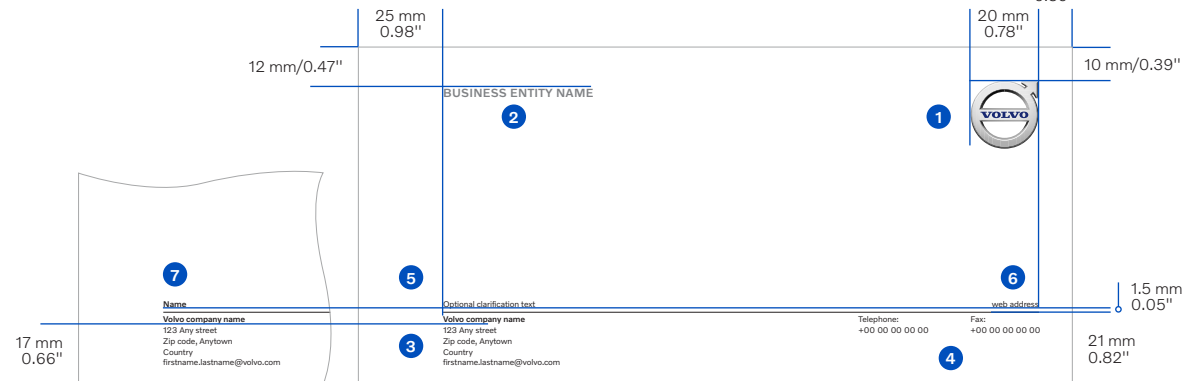 25 mm
0.98"
20 mm
0.78"
12 mm/0.47"
10 mm/0.39"
BUSINESS ENTITY NAME
2
1
VOLVO
7
5
6
Name
Optional clarification text
web address
1.5 mm
0.05"
Volvo company name
123 Any street
Zip code, Anytown
Country
firstname.lastname@volvo.com
Volvo company name
123 Any street
Zip code, Anytown
Country
firstname.lastname@volvo.com
Telephone:
+00 00 00 00 00
Fax:
+00 00 00 00 00
17 mm
0.66"
3
4
21 mm
0.82"